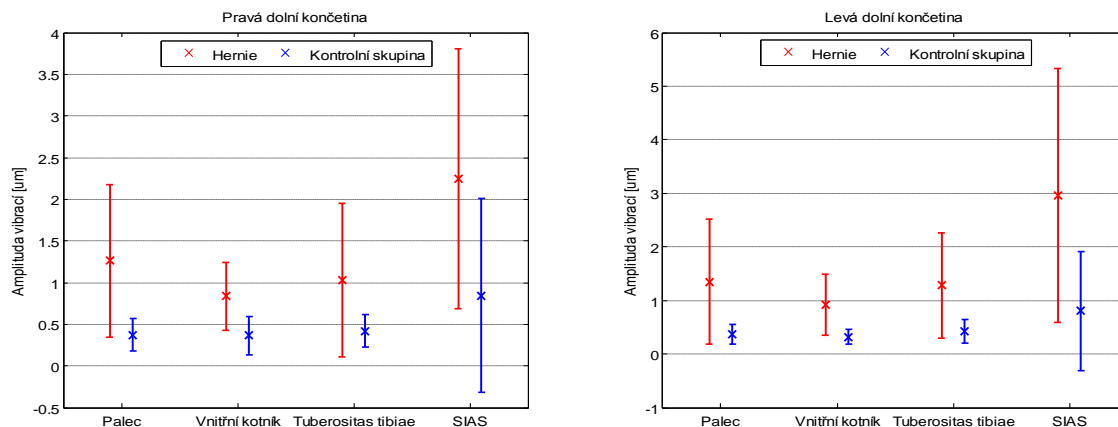 Pravá dolní končetina
Hernie
Kontrolní skupina
Amplituda vibrací [um]
4
3.5
3
2.5
2
1.5
1
0.5
0
-0.5
Palec
Vnitřní kotník
Tuberositas tibiae
SIAS
Levá dolní končetina
Hernie
Kontrolní skupina
Amplituda vibrací [um]
6
5
4
3
2
1
0
-1
Palec
Vnitřní kotník
Tuberositas tibiae
SIAS